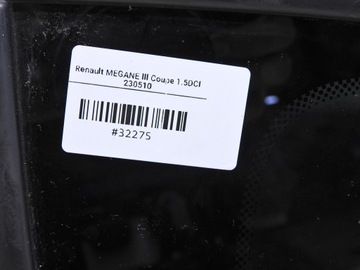 Renault MEGANE III Coupe 1.5DCI
230510
#32275